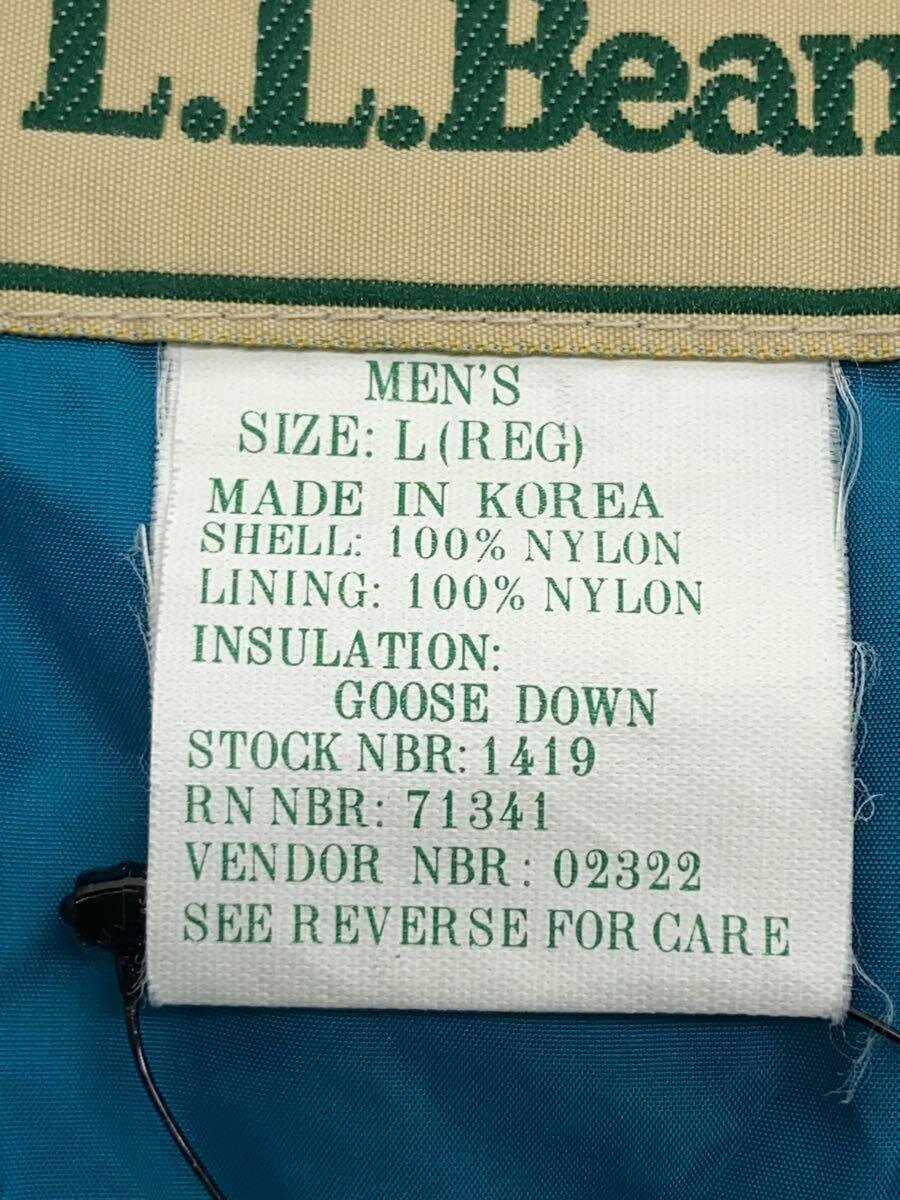 L.L.Bean
MEN'S
SIZE: L (REG)
MADE IN KOREA
SHELL: 100% NYLON
LINING: 100% NYLON
INSULATION:
GOOSE DOWN
STOCK NBR: 1419
RN NBR: 71341
VENDOR NBR: 02322
SEE REVERSE FOR CARE